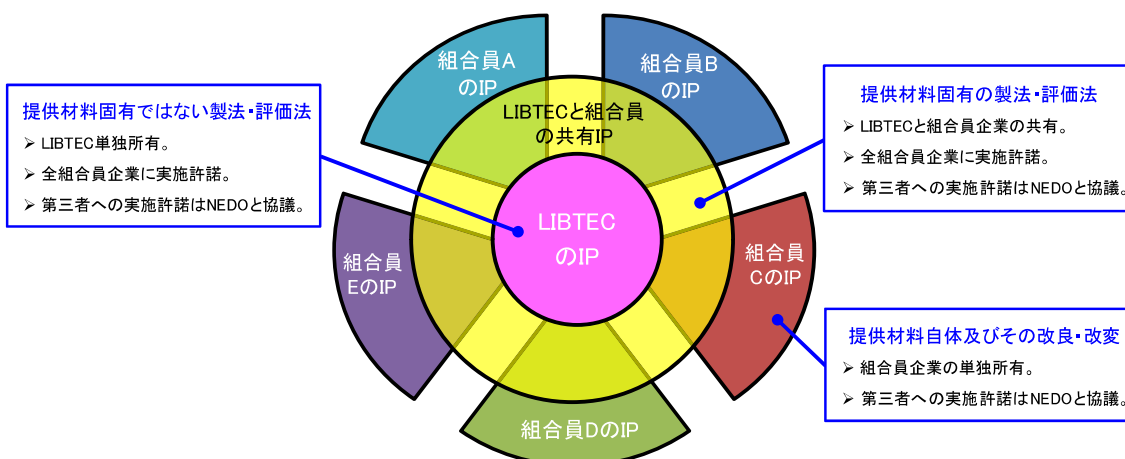 組合員A
のIP
組合員B
のIP
LIBTECと組合員
の共有IP
提供材料固有ではない製法・評価法
➢ LIBTEC単独所有。
➢ 全組合員企業に実施許諾。
➢ 第三者への実施許諾はNEDOと協議。
提供材料固有の製法・評価法
➢ LIBTECと組合員企業の共有。
➢ 全組合員企業に実施許諾。
➢ 第三者への実施許諾はNEDOと協議。
LIBTEC
のIP
組合員
EのIP
組合員
CのIP
組合員DのIP
提供材料自体及びその改良・改変
➢ 組合員企業の単独所有。
➢ 第三者への実施許諾はNEDOと協議。